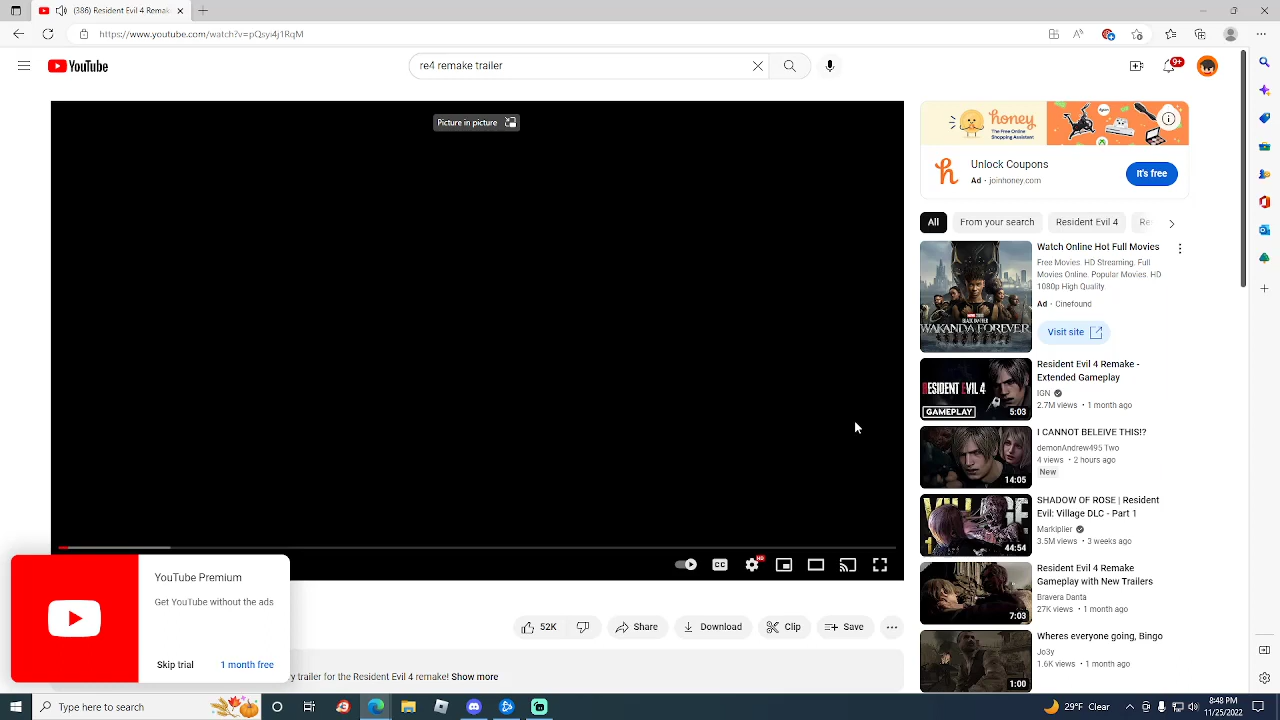 (386) Resident Evil 4 Remak
https://www.youtube.com/watch?v=pQsy4j1RqM
YouTube
re4 remake trailer
9+
Picture in picture
honey
The Free Online
Shopping Assistant
Unlock Coupons
Ad · joinhoney.com
It's free
All
From your search
Resident Evil 4
Re
Watch Online Hot Full Movies
Free Movies. HD Streaming. Full
Movies Online. Popular Movies. HD
1080p High Quality.
Ad · Cinefound
Visit site
BLACK PANTHER
WAKANDA FOREVER
Resident Evil 4 Remake -
Extended Gameplay
IGN
2.7M views • 1 month ago
RESIDENT EVIL 4
GAMEPLAY
5:03
I CANNOT BELEIVE THIS!?
demonAndrew495 Two
4 views • 2 hours ago
New
14:05
SHADOW OF ROSE | Resident
Evil: Village DLC - Part 1
Markiplier
3.5M views • 3 weeks ago
VILLAGE
44:54
Resident Evil 4 Remake
Gameplay with New Trailers
Bravera Danta
27K views • 1 month ago
7:03
Wheres everyone going, Bingo
Jo3y
1.6K views • 1 month ago
1:00
CC
HD
YouTube Premium
Get YouTube without the ads
Skip trial
1 month free
52K
Share
Download
Clip
Save
y trailer for the Resident Evil 4 remake! Show more
Type here to search
20°F Clear
8:48 PM
11/25/2022